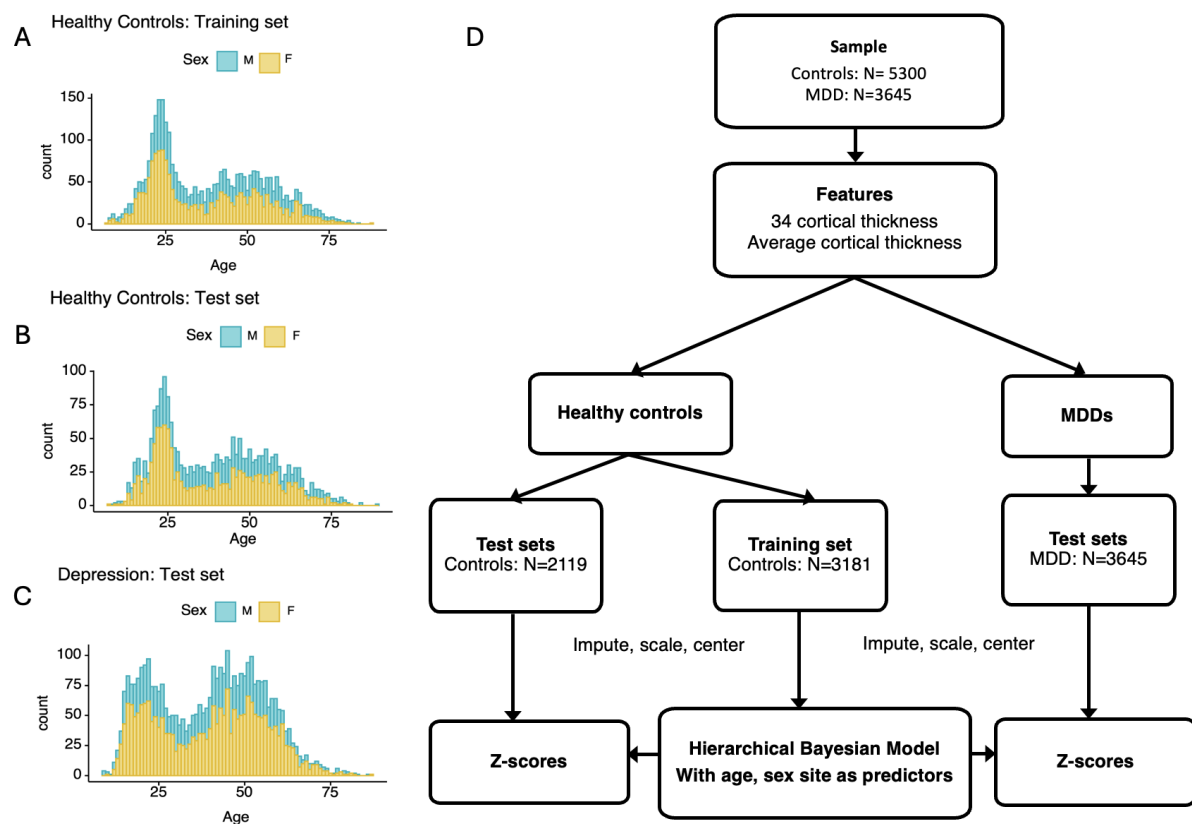 A
Healthy Controls: Training set
Sex M F
150
100
50
0
count
25 50 75
Age
B
Healthy Controls: Test set
Sex M F
100
75
50
25
0
count
25 50 75
Age
C
Depression: Test set
Sex M F
100
75
50
25
0
count
25 75
Age
D
Sample
Controls: N= 5300
MDD: N=3645
Features
34 cortical thickness
Average cortical thickness
Healthy controls
MDDs
Test sets
Controls: N=2119
Training set
Controls: N=3181
Test sets
MDD: N=3645
Impute, scale, center
Impute, scale, center
Z-scores
Hierarchical Bayesian Model
With age, sex site as predictors
Z-scores